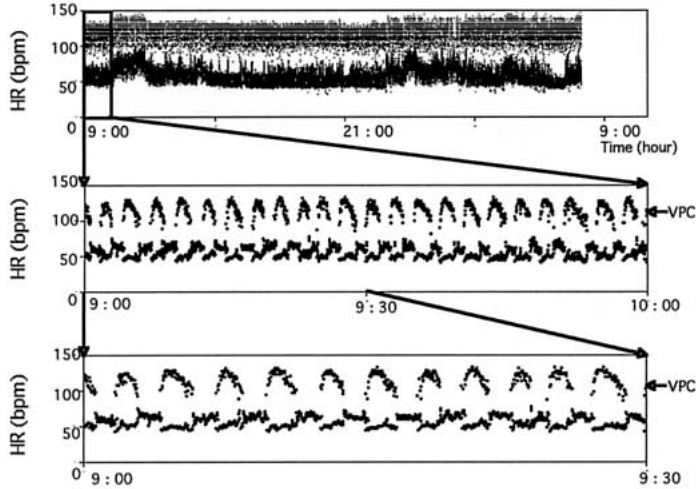 HR (bpm)
150
100
50
0
9 : 00
21 : 00
9 : 00
Time (hour)
HR (bpm)
150
100
50
0
VPC
9 : 00
9 : 30
10 : 00
HR (bpm)
150
100
50
0
VPC
9 : 00
9 : 30